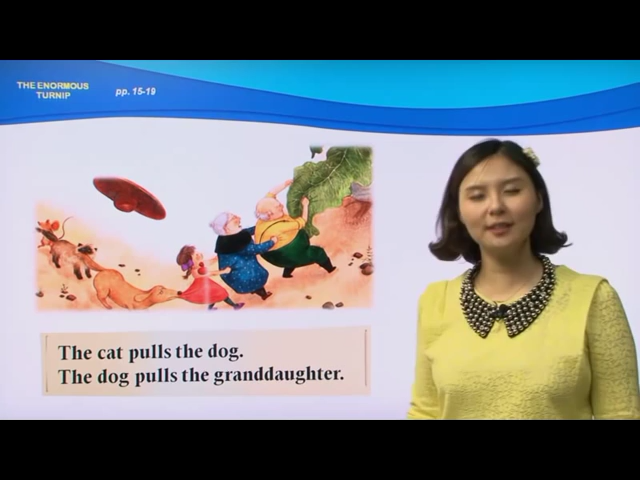 THE ENORMOUS
TURNIP
pp. 15-19
The cat pulls the dog.
The dog pulls the granddaughter.